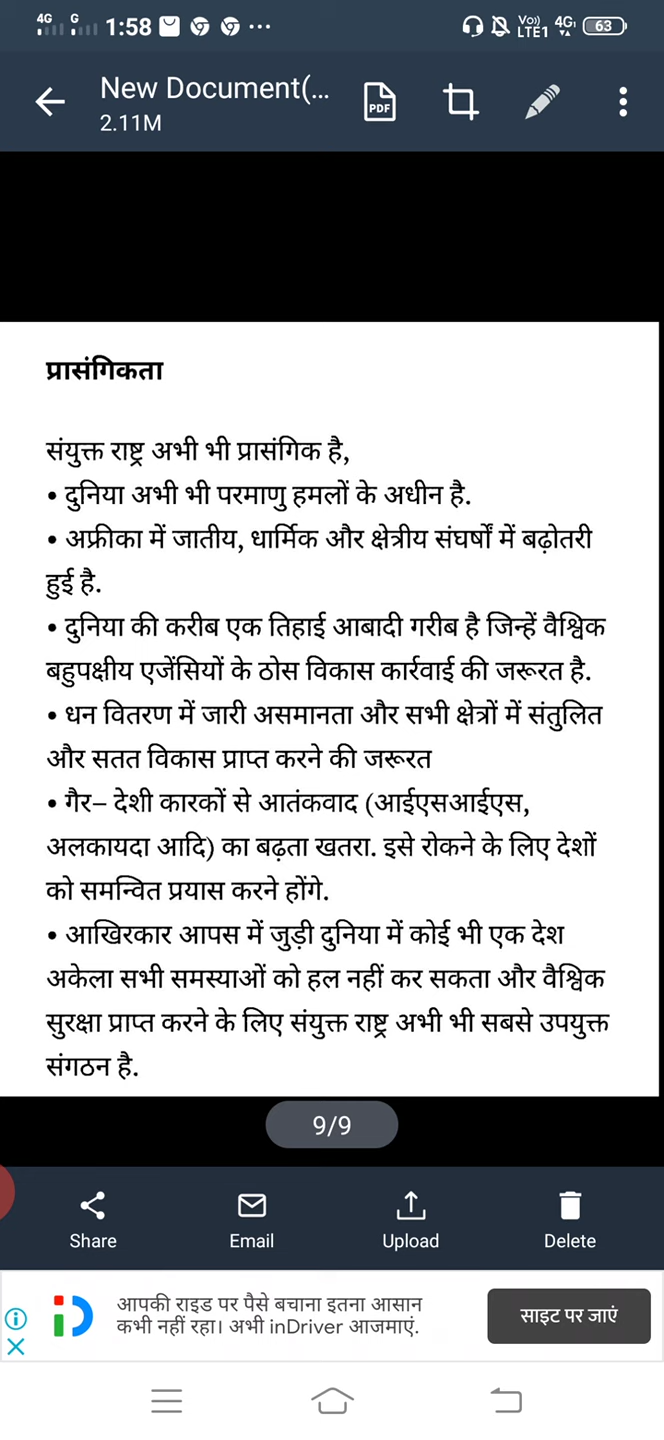 4G G 1:58 ••• Vo)) LTE1 4G 63
New Document(...
2.11M
PDF
प्रासंगिकता
संयुक्त राष्ट्र अभी भी प्रासंगिक है,
• दुनिया अभी भी परमाणु हमलों के अधीन है.
• अफ्रीका में जातीय, धार्मिक और क्षेत्रीय संघर्षों में बढ़ोतरी
हुई है.
• दुनिया की करीब एक तिहाई आबादी गरीब है जिन्हें वैश्विक
बहुपक्षीय एजेंसियों के ठोस विकास कार्रवाई की जरूरत है.
• धन वितरण में जारी असमानता और सभी क्षेत्रों में संतुलित
और सतत विकास प्राप्त करने की जरूरत
• गैर– देशी कारकों से आतंकवाद (आईएसआईएस,
अलकायदा आदि) का बढ़ता खतरा. इसे रोकने के लिए देशों
को समन्वित प्रयास करने होंगे.
• आखिरकार आपस में जुड़ी दुनिया में कोई भी एक देश
अकेला सभी समस्याओं को हल नहीं कर सकता और वैश्विक
सुरक्षा प्राप्त करने के लिए संयुक्त राष्ट्र अभी भी सबसे उपयुक्त
संगठन है.
9/9
Share Email Upload Delete
आपकी राइड पर पैसे बचाना इतना आसान
कभी नहीं रहा। अभी inDriver आजमाएं.
साइट पर जाएं